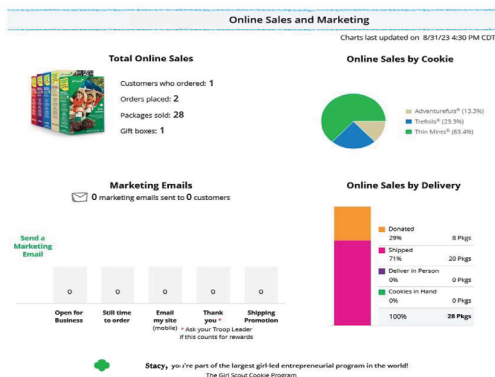 Online Sales and Marketing
Charts last updated on 8/31/23 4:30 PM CDT
Total Online Sales
Customers who ordered: 1
Orders placed: 2
Packages sold: 28
Gift boxes: 1
Online Sales by Cookie
Adventurefuls® (13.3%)
Trefoils® (23.3%)
Thin Mints® (63.4%)
Marketing Emails
0 marketing emails sent to 0 customers
Send a
Marketing
Email
0 0 0 0 0
Open for Business
Still time to order
Email my site (mobile)
Thank you *
Shipping Promotion
* Ask your Troop Leader
if this counts for rewards
Online Sales by Delivery
Donated
29% 8 Pkgs
Shipped
71% 20 Pkgs
Deliver in Person
0% 0 Pkgs
Cookies in Hand
0% 0 Pkgs
100% 28 Pkgs
Stacy, you're part of the largest girl-led entrepreneurial program in the world!
The Girl Scout Cookie Program